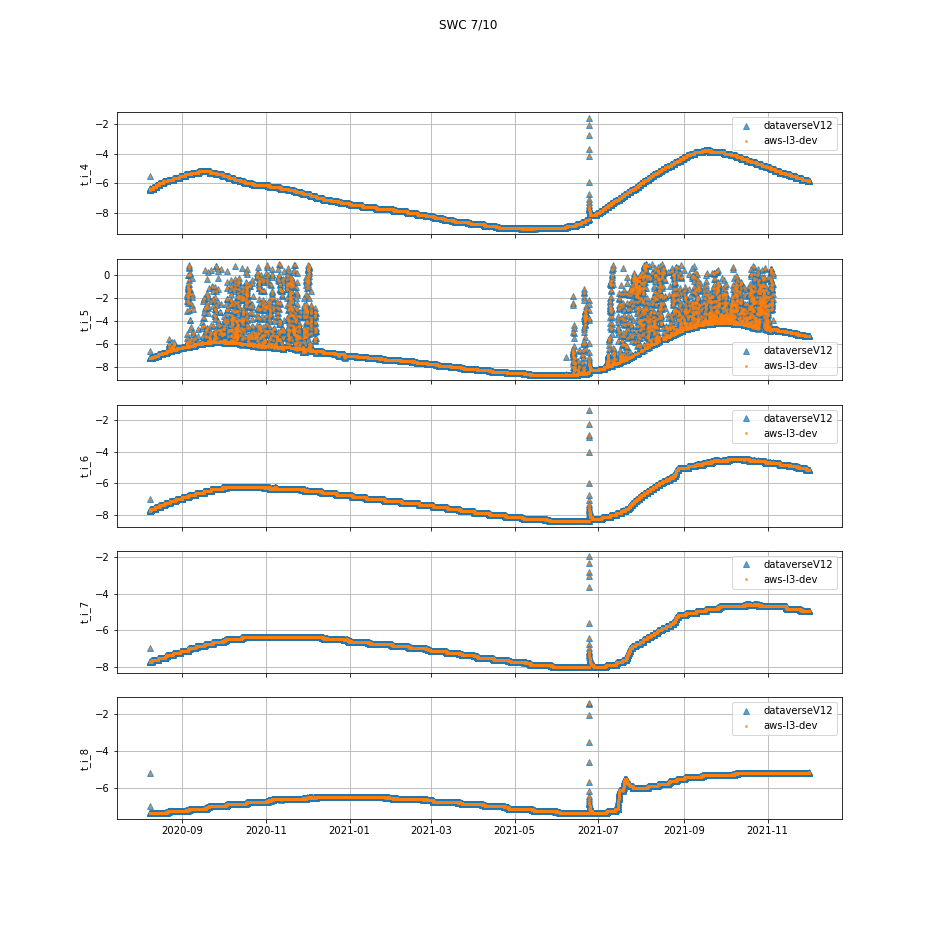 SWC 7/10
−2
−4
−6
−8
t_i_4
dataverseV12
aws-l3-dev
0
−2
−4
−6
−8
t_i_5
dataverseV12
aws-l3-dev
−2
−4
−6
−8
t_i_6
dataverseV12
aws-l3-dev
−2
−4
−6
−8
t_i_7
dataverseV12
aws-l3-dev
−2
−4
−6
t_i_8
dataverseV12
aws-l3-dev
2020-09 2020-11 2021-01 2021-03 2021-05 2021-07 2021-09 2021-11